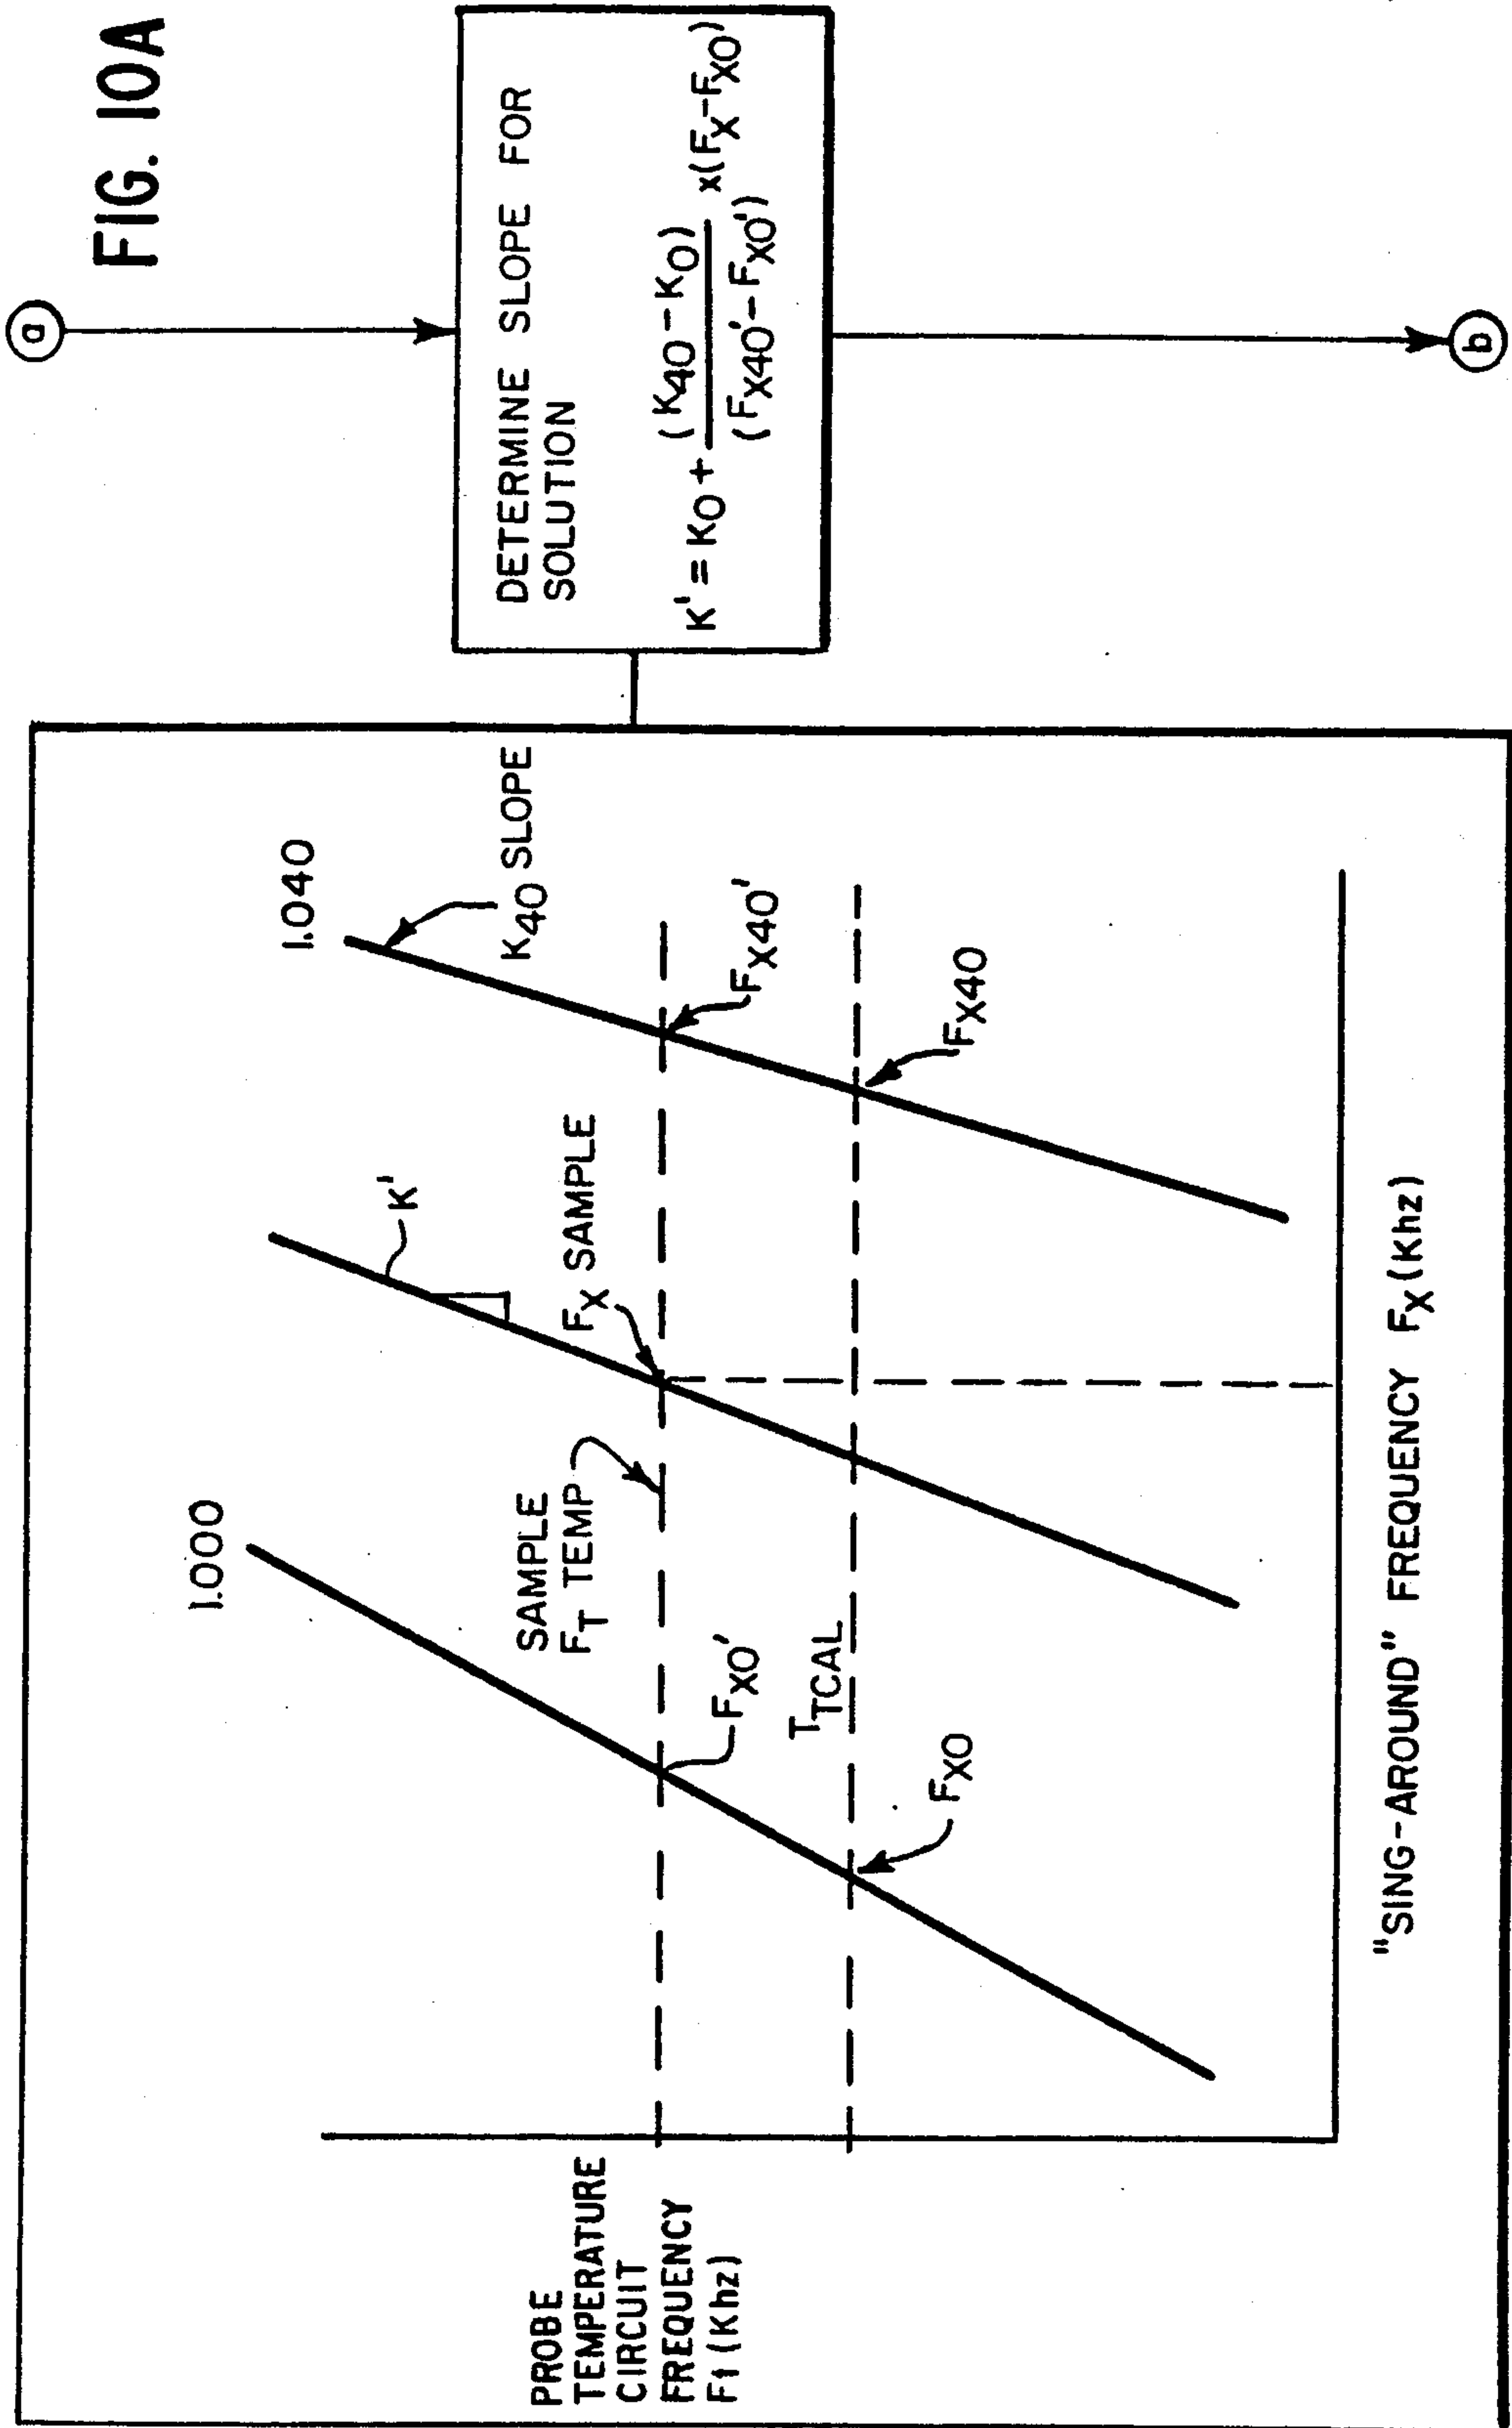 FIG. 10A
a
DETERMINE SLOPE FOR
SOLUTION
K' = K0 + (K40 - K0) / (FX40' - FX0') x(FX-FX0)
b
1.000
1.040
K'
K40 SLOPE
SAMPLE
FT TEMP
FX SAMPLE
FX0'
FX40'
TTCAL
FX0
FX40
PROBE
TEMPERATURE
CIRCUIT
FREQUENCY
Ft (Khz)
"SING-AROUND" FREQUENCY FX (Khz)